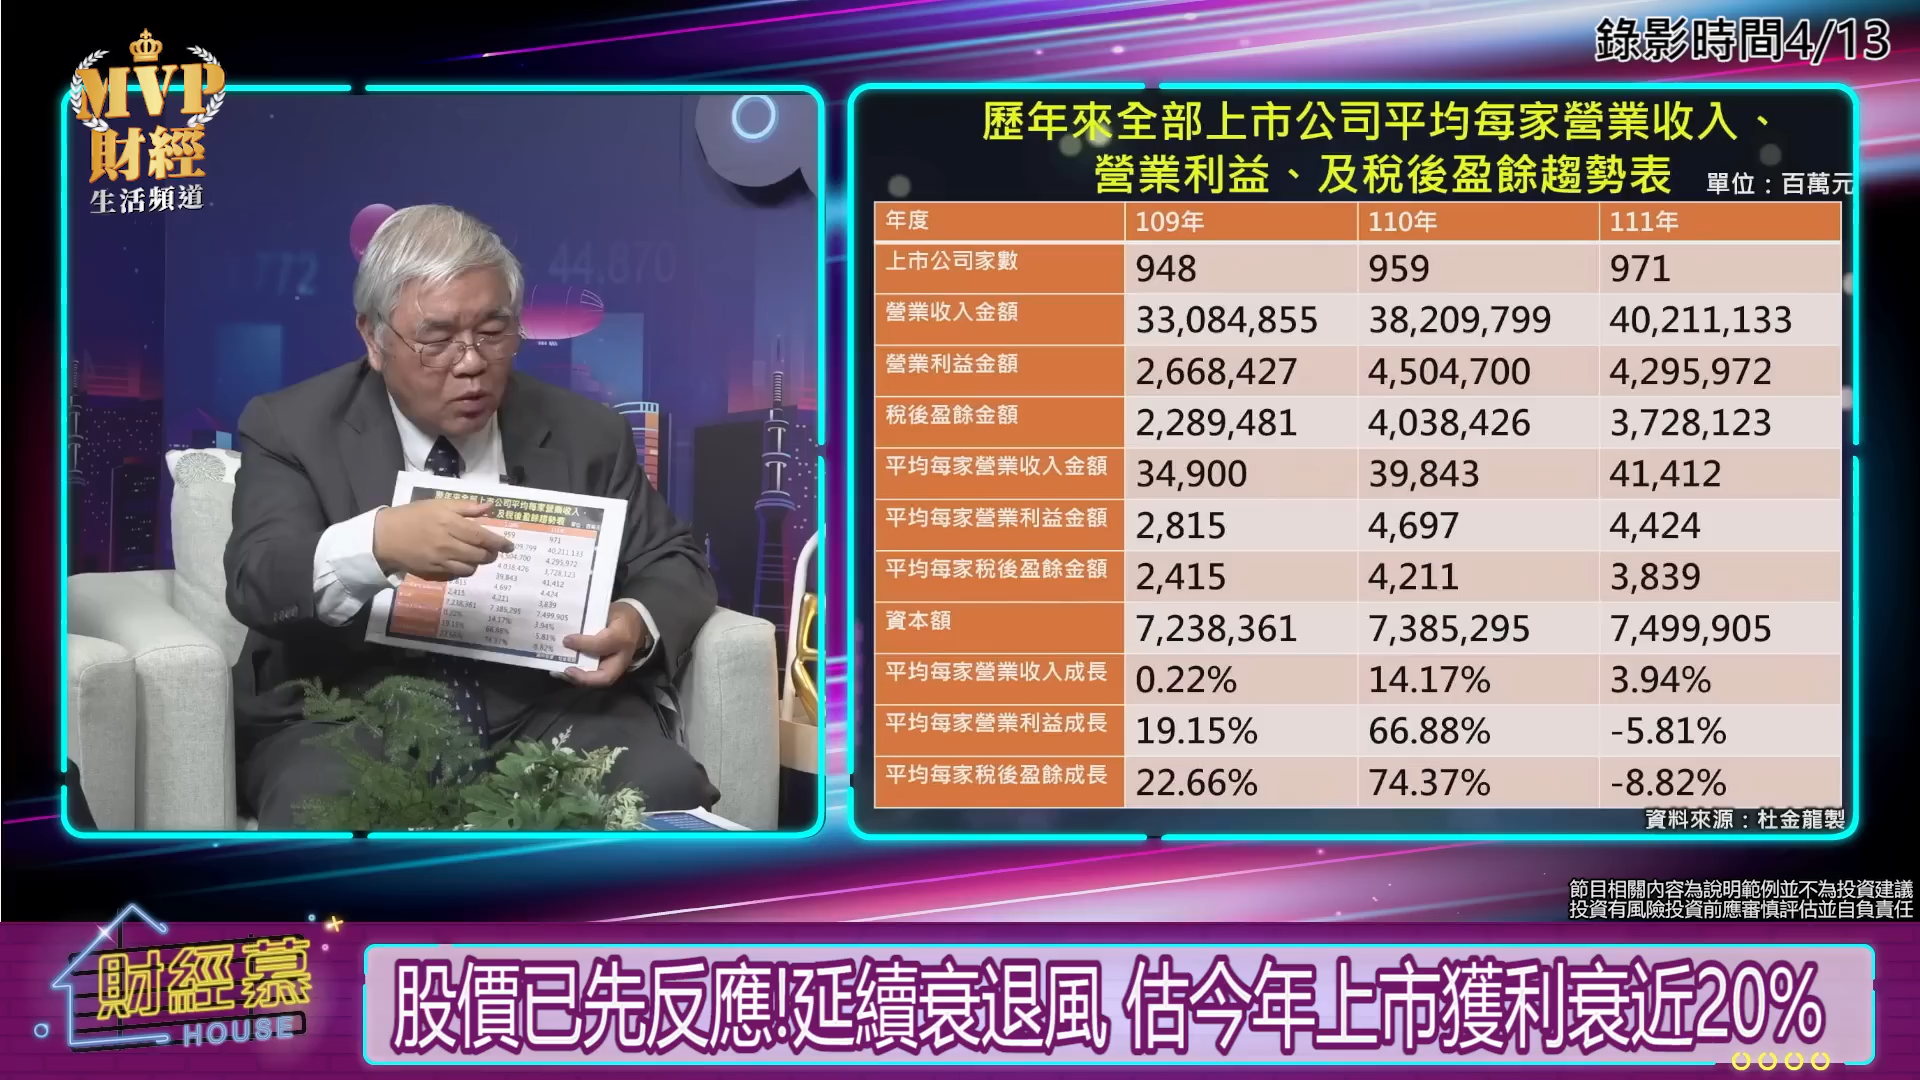 MVP
財經
生活頻道
錄影時間4/13
歷年來全部上市公司平均每家營業收入、
營業利益、及稅後盈餘趨勢表
單位：百萬元
年度 109年 110年 111年
上市公司家數 948 959 971
營業收入金額 33,084,855 38,209,799 40,211,133
營業利益金額 2,668,427 4,504,700 4,295,972
稅後盈餘金額 2,289,481 4,038,426 3,728,123
平均每家營業收入金額 34,900 39,843 41,412
平均每家營業利益金額 2,815 4,697 4,424
平均每家稅後盈餘金額 2,415 4,211 3,839
資本額 7,238,361 7,385,295 7,499,905
平均每家營業收入成長 0.22% 14.17% 3.94%
平均每家營業利益成長 19.15% 66.88% -5.81%
平均每家稅後盈餘成長 22.66% 74.37% -8.82%
資料來源：杜金龍製
44,870
節目相關內容為說明範例並不為投資建議
投資有風險投資前應審慎評估並自負責任
財經慕
HOUSE
股價已先反應!延續衰退風 估今年上市獲利衰近20%